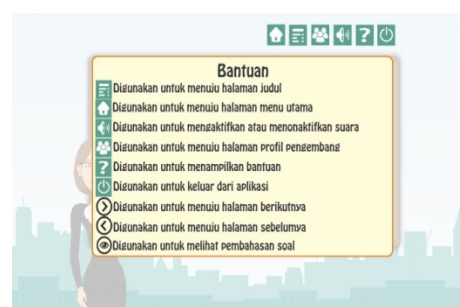 Bantuan
Digunakan untuk menuju halaman judul
Digunakan untuk menuju halaman menu utama
Digunakan untuk mengaktifkan atau menonaktifkan suara
Digunakan untuk menuju halaman profil pengembang
Digunakan untuk menampilkan bantuan
Digunakan untuk keluar dari aplikasi
Digunakan untuk menuju halaman berikutnya
Digunakan untuk menuju halaman sebelumya
Digunakan untuk melihat pembahasan soal